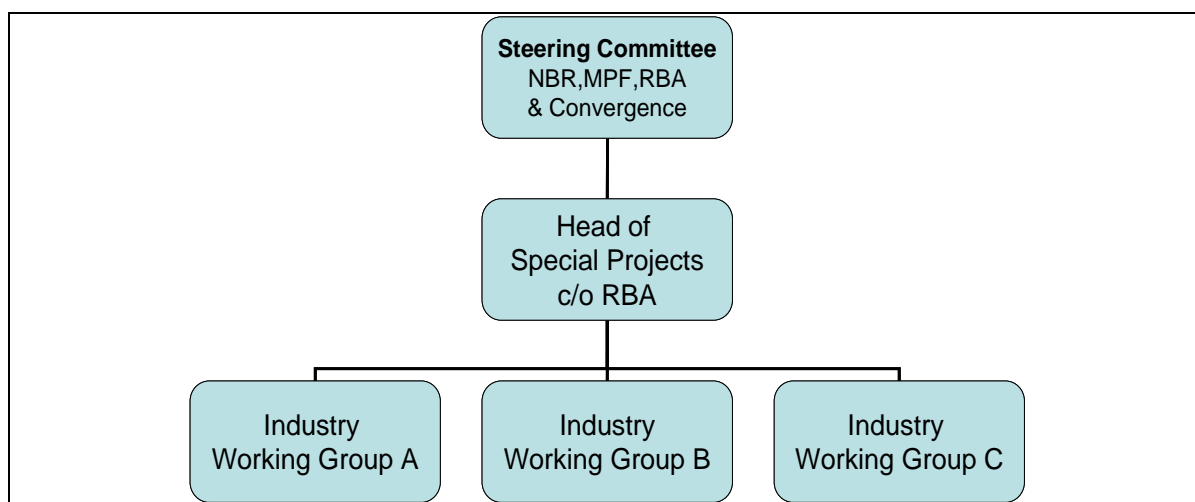 Steering Committee
NBR,MPF,RBA
& Convergence
Head of
Special Projects
c/o RBA
Industry
Working Group A
Industry
Working Group B
Industry
Working Group C